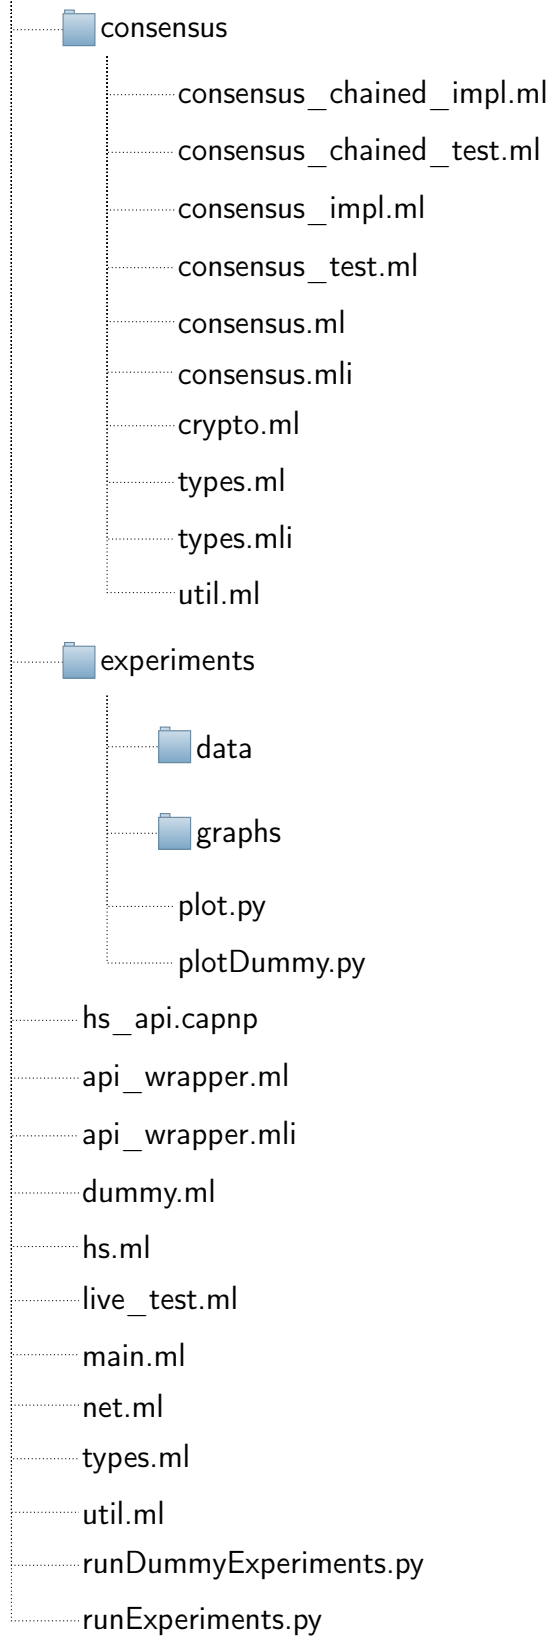 consensus
consensus_chained_impl.ml
consensus_chained_test.ml
consensus_impl.ml
consensus_test.ml
consensus.ml
consensus.mli
crypto.ml
types.ml
types.mli
util.ml
experiments
data
graphs
plot.py
plotDummy.py
hs_api.capnp
api_wrapper.ml
api_wrapper.mli
dummy.ml
hs.ml
live_test.ml
main.ml
net.ml
types.ml
util.ml
runDummyExperiments.py
runExperiments.py